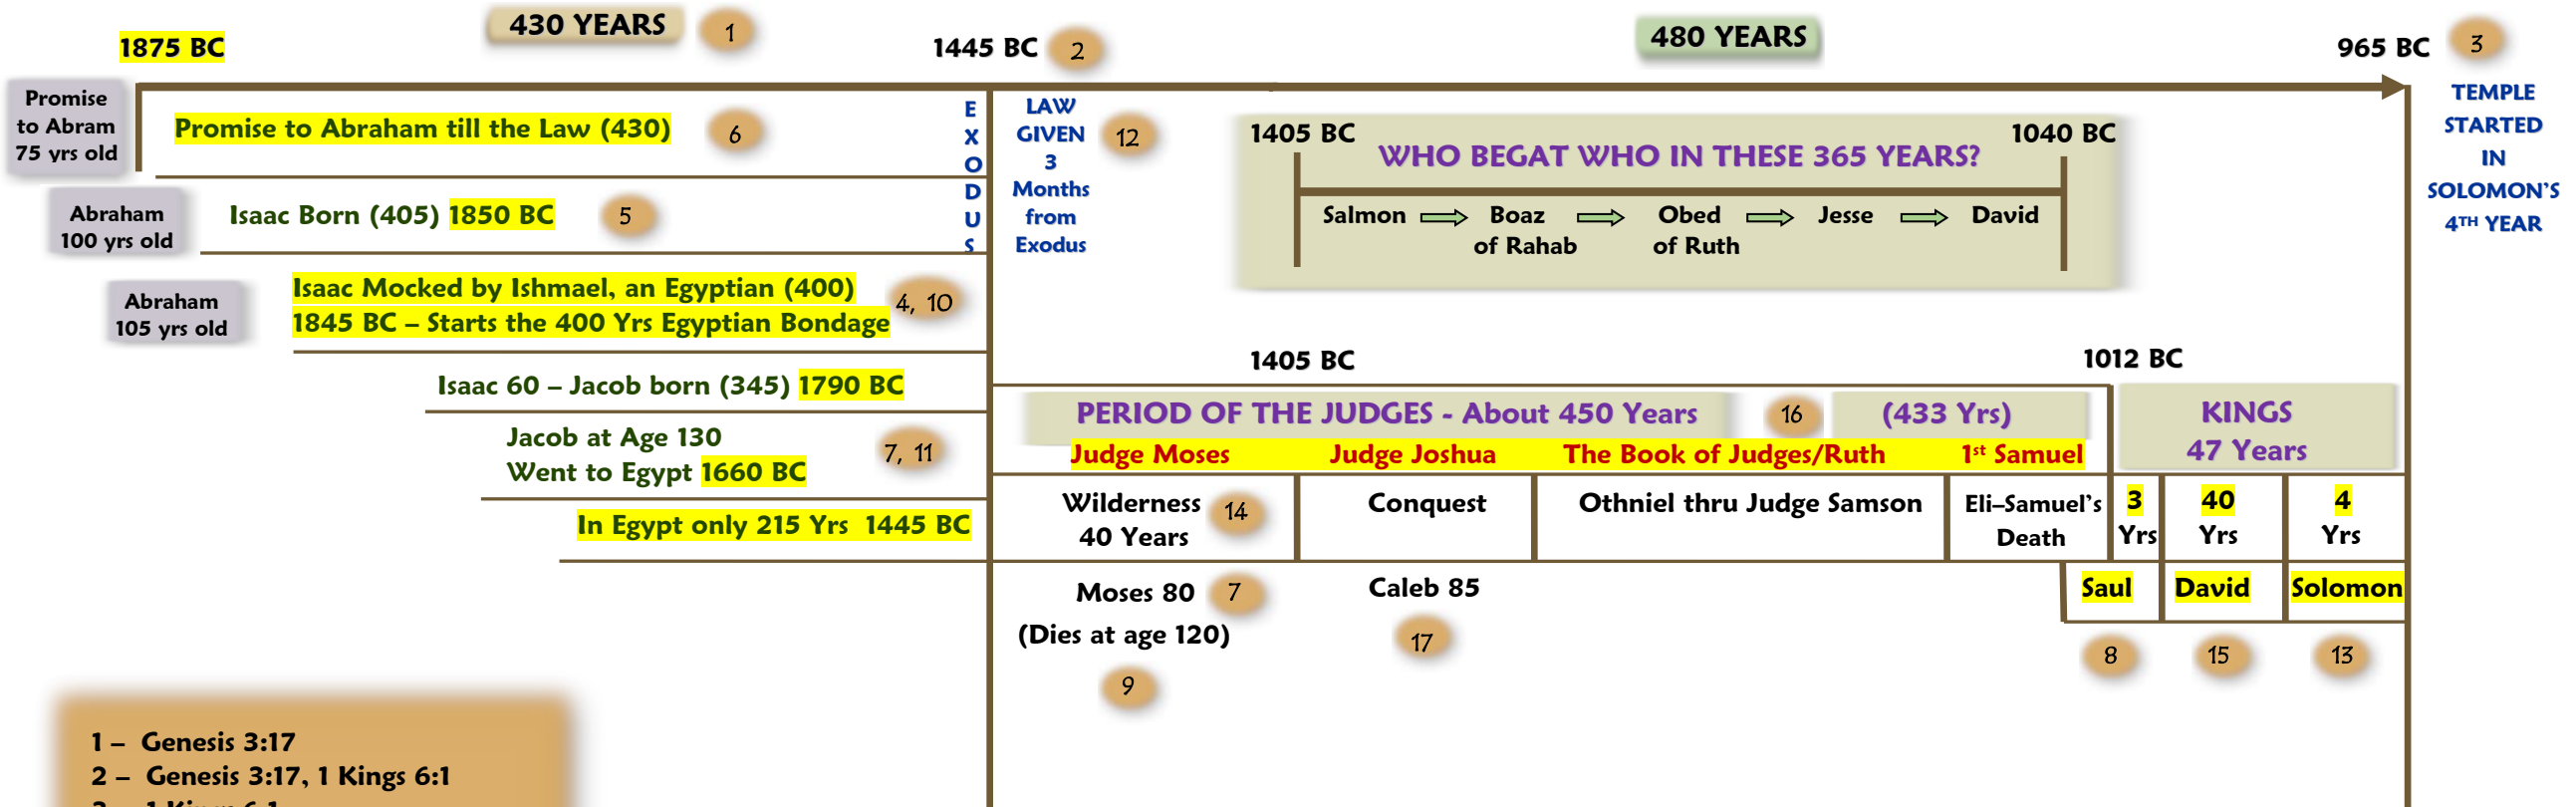 430 YEARS
1
1875 BC
1445 BC
2
480 YEARS
965 BC
3
Promise
to Abram
75 yrs old
Promise to Abraham till the Law (430)
6
E
X
O
D
U
S
LAW
GIVEN
3
Months
from
Exodus
12
1405 BC
1040 BC
WHO BEGAT WHO IN THESE 365 YEARS?
Salmon
Boaz
of Rahab
Obed
of Ruth
Jesse
David
TEMPLE
STARTED
IN
SOLOMON'S
4TH YEAR
Abraham
100 yrs old
Isaac Born (405) 1850 BC
5
Abraham
105 yrs old
Isaac Mocked by Ishmael, an Egyptian (400)
1845 BC – Starts the 400 Yrs Egyptian Bondage
4, 10
Isaac 60 – Jacob born (345) 1790 BC
Jacob at Age 130
Went to Egypt 1660 BC
7, 11
In Egypt only 215 Yrs 1445 BC
1405 BC
1012 BC
PERIOD OF THE JUDGES - About 450 Years
16
(433 Yrs)
KINGS
47 Years
Judge Moses
Judge Joshua
The Book of Judges/Ruth
1st Samuel
Wilderness
40 Years
14
Conquest
Othniel thru Judge Samson
Eli–Samuel's
Death
3
Yrs
40
Yrs
4
Yrs
Moses 80
7
(Dies at age 120)
9
Caleb 85
17
Saul
David
Solomon
8
15
13
1 – Genesis 3:17
2 – Genesis 3:17, 1 Kings 6:1